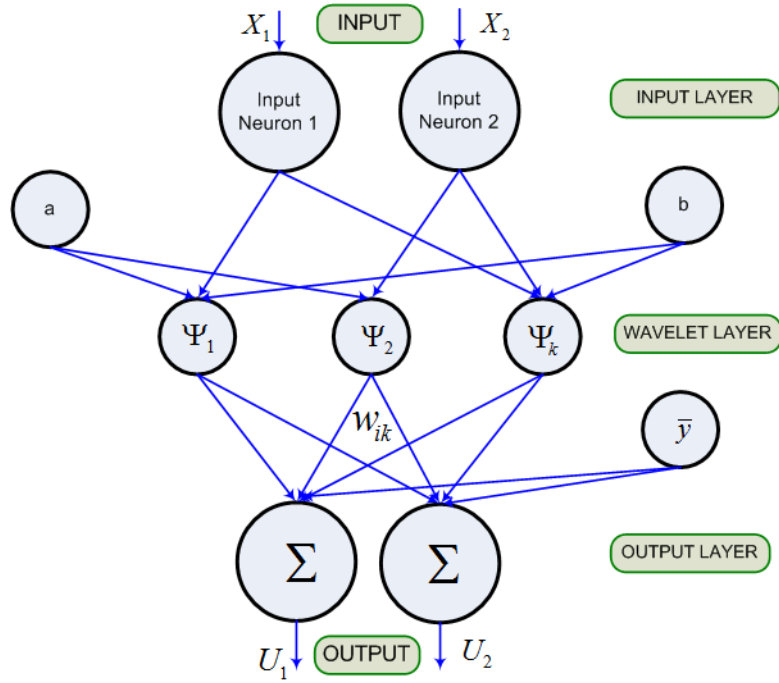 X₁
INPUT
X₂
Input
Neuron 1
Input
Neuron 2
INPUT LAYER
a
b
Ψ₁
Ψ₂
Ψₖ
WAVELET LAYER
wᵢₖ
y̅
Σ
Σ
OUTPUT LAYER
U₁
OUTPUT
U₂